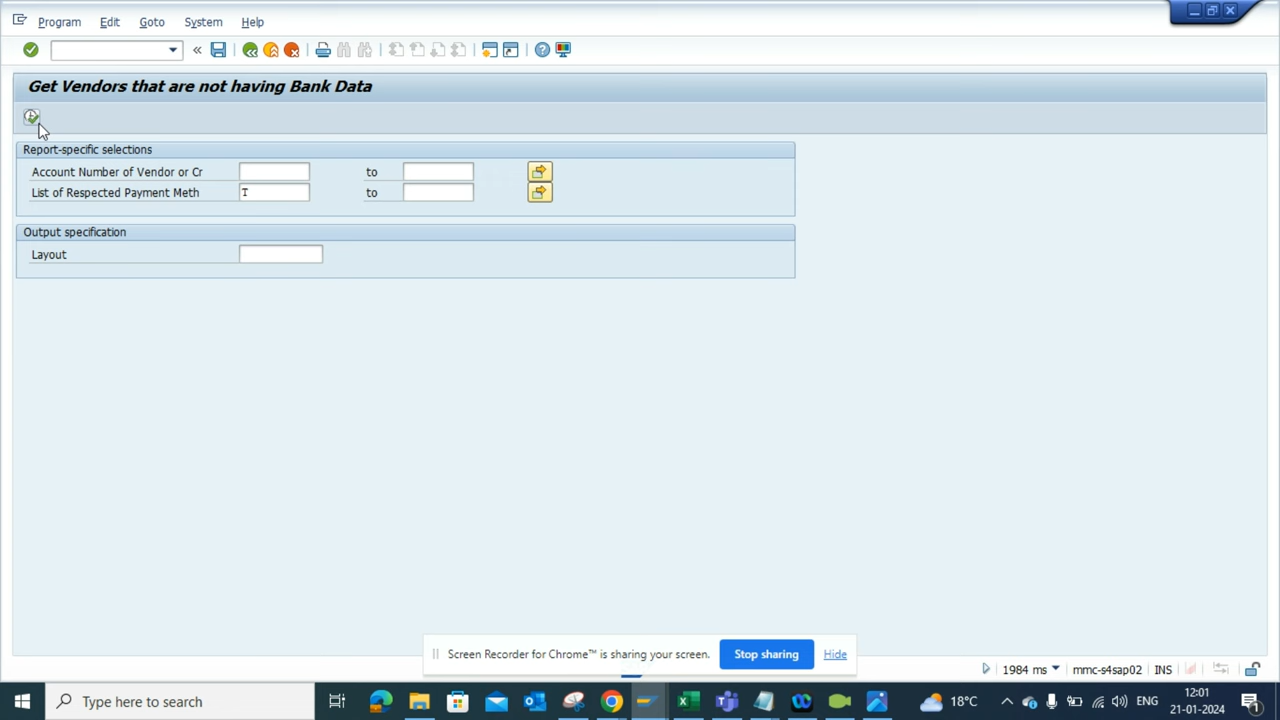 Program Edit Goto System Help
Get Vendors that are not having Bank Data
Report-specific selections
Account Number of Vendor or Cr to
List of Respected Payment Meth T to
Output specification
Layout
Screen Recorder for Chrome™ is sharing your screen. Stop sharing Hide
1984 ms mmc-s4sap02 INS
Type here to search 18°C ENG 12:01
21-01-2024